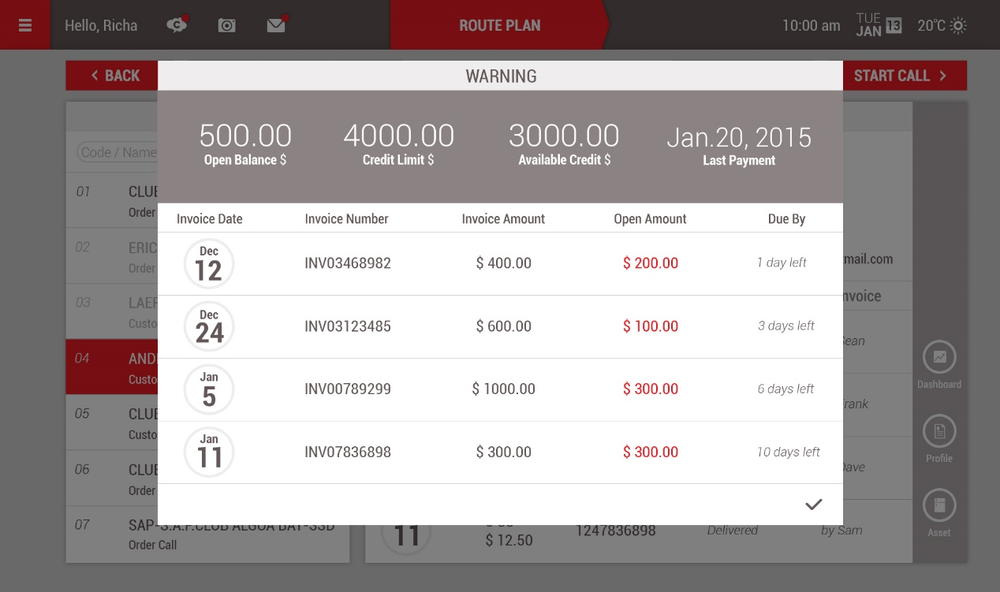 Hello, Richa
ROUTE PLAN
10:00 am
TUE
JAN
13
20°C
BACK
WARNING
START CALL
500.00
Open Balance $
4000.00
Credit Limit $
3000.00
Available Credit $
Jan.20, 2015
Last Payment
Code / Name
01
CLUB
Order
02
ERIC
Order
03
LAER
Custo
04
AND
Custo
05
CLUB
Custo
06
CLUB
Order
07
SAP-S.A.F.CLUB ALGOA BAY-SSD
Order Call
Invoice Date
Invoice Number
Invoice Amount
Open Amount
Due By
Dec
12
INV03468982
$ 400.00
$ 200.00
1 day left
Dec
24
INV03123485
$ 600.00
$ 100.00
3 days left
Jan
5
INV00789299
$ 1000.00
$ 300.00
6 days left
Jan
11
INV07836898
$ 300.00
$ 300.00
10 days left
tmail.com
nvoice
Sean
rank
Dave
11
$ 12.50
1247836898
Delivered
by Sam
Dashboard
Profile
Asset